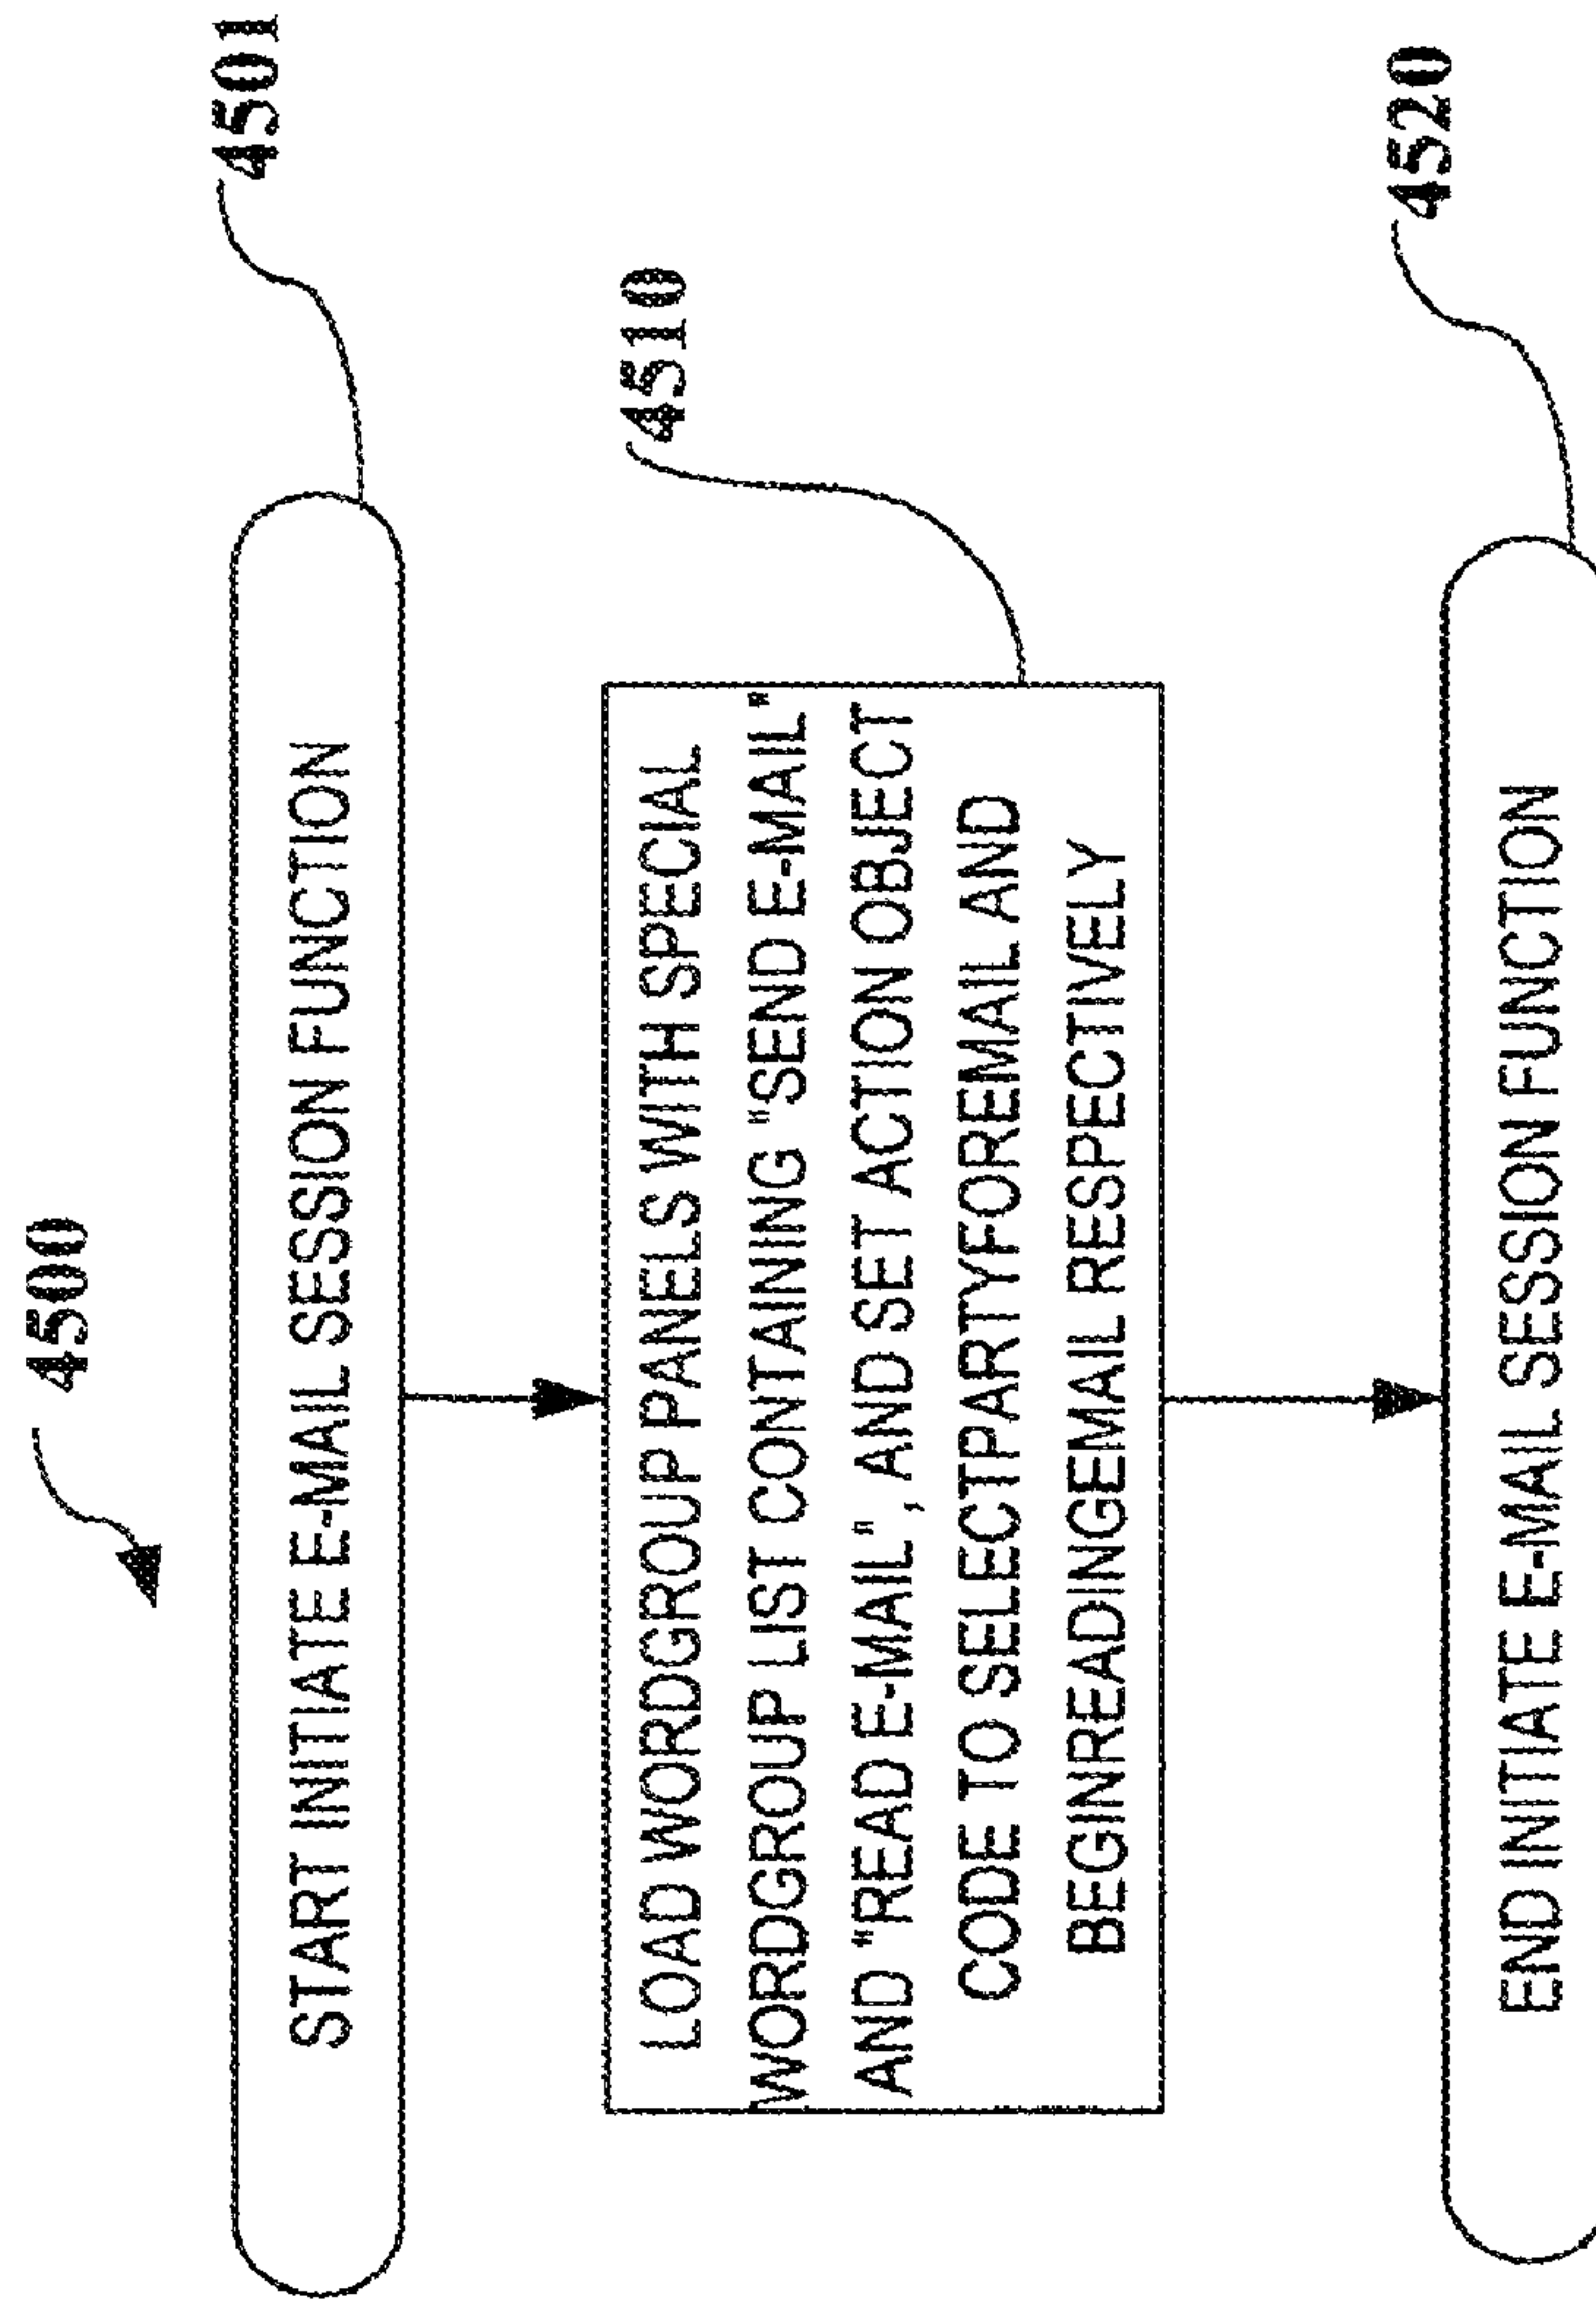 4500
START INITIATE E-MAIL SESSION FUNCTION
4501
LOAD WORDGROUP PANELS WITH SPECIAL
WORDGROUP LIST CONTAINING "SEND E-MAIL"
AND "READ E-MAIL", AND SET ACTION OBJECT
CODE TO SELECTPARTYFOREMAIL AND
BEGINREADINGEMAIL RESPECTIVELY
4510
END INITIATE E-MAIL SESSION FUNCTION
4520